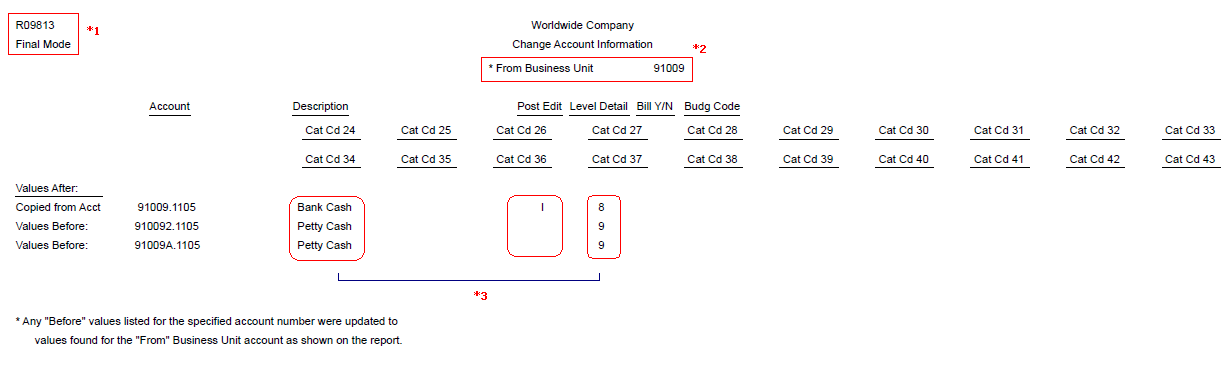 R09813 Worldwide Company
*1
Final Mode Change Account Information
*2
* From Business Unit 91009
Account Description Post Edit Level Detail Bill Y/N Budg Code
Cat Cd 24 Cat Cd 25 Cat Cd 26 Cat Cd 27 Cat Cd 28 Cat Cd 29 Cat Cd 30 Cat Cd 31 Cat Cd 32 Cat Cd 33
Cat Cd 34 Cat Cd 35 Cat Cd 36 Cat Cd 37 Cat Cd 38 Cat Cd 39 Cat Cd 40 Cat Cd 41 Cat Cd 42 Cat Cd 43
Values After:
Copied from Acct 91009.1105 Bank Cash I 8
Values Before: 910092.1105 Petty Cash 9
Values Before: 91009A.1105 Petty Cash 9
*3
* Any "Before" values listed for the specified account number were updated to
values found for the "From" Business Unit account as shown on the report.